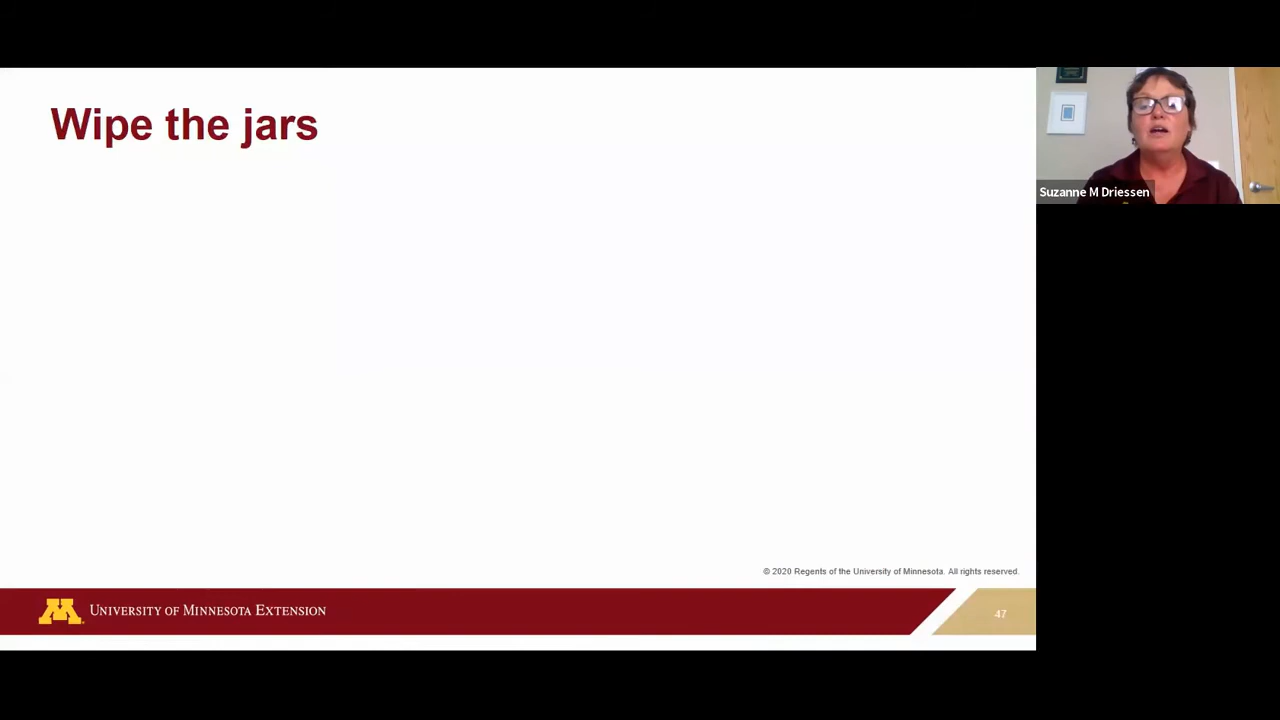 Wipe the jars
Suzanne M Driessen
© 2020 Regents of the University of Minnesota. All rights reserved.
UNIVERSITY OF MINNESOTA EXTENSION
47